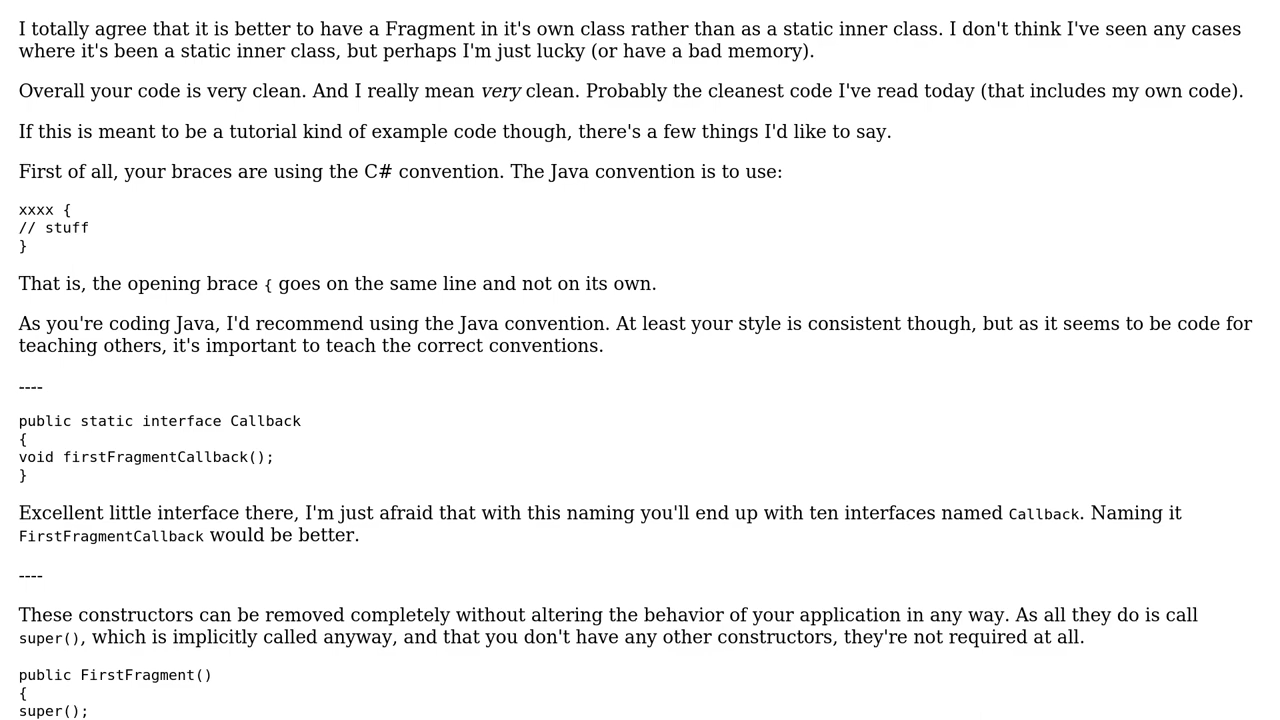 I totally agree that it is better to have a Fragment in it's own class rather than as a static inner class. I don't think I've seen any cases
where it's been a static inner class, but perhaps I'm just lucky (or have a bad memory).
Overall your code is very clean. And I really mean very clean. Probably the cleanest code I've read today (that includes my own code).
If this is meant to be a tutorial kind of example code though, there's a few things I'd like to say.
First of all, your braces are using the C# convention. The Java convention is to use:
xxxx {
// stuff
}
That is, the opening brace { goes on the same line and not on its own.
As you're coding Java, I'd recommend using the Java convention. At least your style is consistent though, but as it seems to be code for
teaching others, it's important to teach the correct conventions.
----
public static interface Callback
{
void firstFragmentCallback();
}
Excellent little interface there, I'm just afraid that with this naming you'll end up with ten interfaces named Callback. Naming it
FirstFragmentCallback would be better.
----
These constructors can be removed completely without altering the behavior of your application in any way. As all they do is call
super(), which is implicitly called anyway, and that you don't have any other constructors, they're not required at all.
public FirstFragment()
{
super();